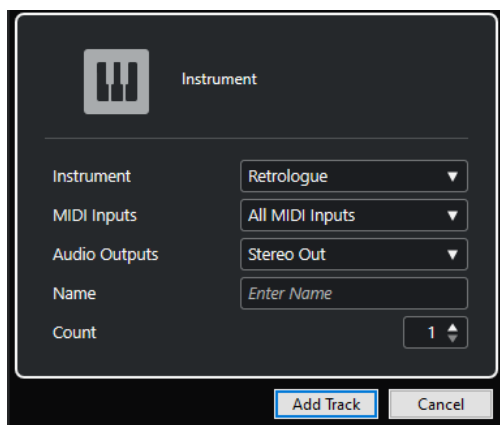 Instrument
Instrument Retrologue
MIDI Inputs All MIDI Inputs
Audio Outputs Stereo Out
Name Enter Name
Count 1
Add Track Cancel